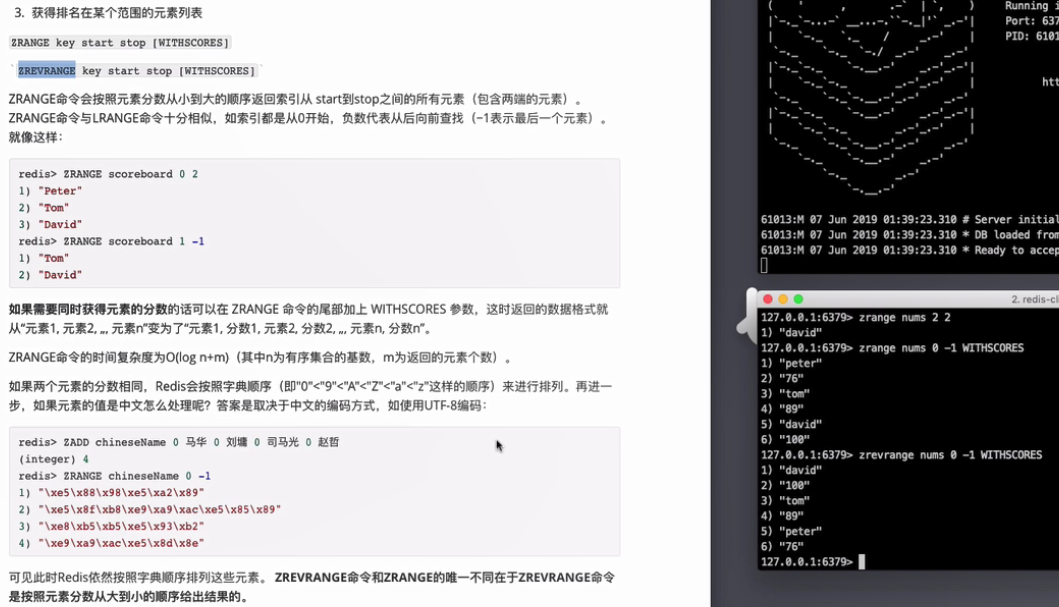 3. 获得排名在某个范围的元素列表
ZRANGE key start stop [WITHSCORES]
`ZREVRANGE key start stop [WITHSCORES]`
ZRANGE命令会按照元素分数从小到大的顺序返回索引从 start到stop之间的所有元素（包含两端的元素）。
ZRANGE命令与LRANGE命令十分相似，如索引都是从0开始，负数代表从后向前查找（-1表示最后一个元素）。
就像这样：
redis> ZRANGE scoreboard 0 2
1) "Peter"
2) "Tom"
3) "David"
redis> ZRANGE scoreboard 1 -1
1) "Tom"
2) "David"
如果需要同时获得元素的分数的话可以在 ZRANGE 命令的尾部加上 WITHSCORES 参数，这时返回的数据格式就
从“元素1, 元素2, „, 元素n”变为了“元素1, 分数1, 元素2, 分数2, „, 元素n, 分数n”。
ZRANGE命令的时间复杂度为O(log n+m)（其中n为有序集合的基数，m为返回的元素个数）。
如果两个元素的分数相同，Redis会按照字典顺序（即"0"<"9"<"A"<"Z"<"a"<"z"这样的顺序）来进行排列。再进一
步，如果元素的值是中文怎么处理呢？答案是取决于中文的编码方式，如使用UTF-8编码：
redis> ZADD chineseName 0 马华 0 刘墉 0 司马光 0 赵哲
(integer) 4
redis> ZRANGE chineseName 0 -1
1) "\xe5\x88\x98\xe5\xa2\x89"
2) "\xe5\x8f\xb8\xe9\xa9\xac\xe5\x85\x89"
3) "\xe8\xb5\xb5\xe5\x93\xb2"
4) "\xe9\xa9\xac\xe5\x8d\x8e"
可见此时Redis依然按照字典顺序排列这些元素。 ZREVRANGE命令和ZRANGE的唯一不同在于ZREVRANGE命令
是按照元素分数从大到小的顺序给出结果的。
Running i
Port: 637
PID: 6101
htt
61013:M 07 Jun 2019 01:39:23.310 # Server initial
61013:M 07 Jun 2019 01:39:23.310 * DB loaded from
61013:M 07 Jun 2019 01:39:23.310 * Ready to accep
2. redis-cl
127.0.0.1:6379> zrange nums 2 2
1) "david"
127.0.0.1:6379> zrange nums 0 -1 WITHSCORES
1) "peter"
2) "76"
3) "tom"
4) "89"
5) "david"
6) "100"
127.0.0.1:6379> zrevrange nums 0 -1 WITHSCORES
1) "david"
2) "100"
3) "tom"
4) "89"
5) "peter"
6) "76"
127.0.0.1:6379>